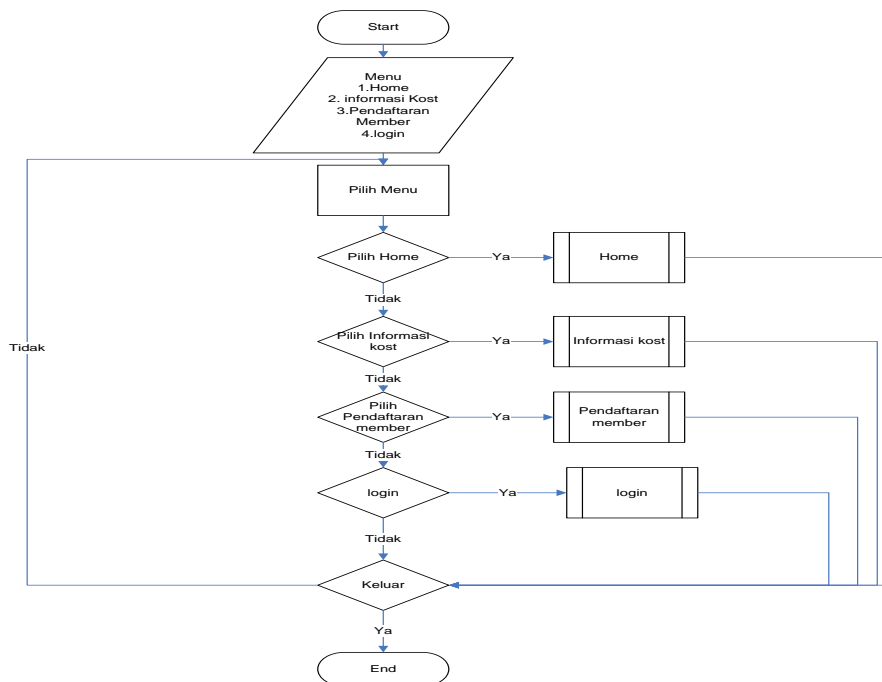 Start
Menu
1.Home
2. informasi Kost
3.Pendaftaran
Member
4.login
Pilih Menu
Pilih Home
Ya
Home
Tidak
Pilih Informasi
kost
Ya
Informasi kost
Tidak
Tidak
Pilih
Pendaftaran
member
Ya
Pendaftaran
member
Tidak
login
Ya
login
Tidak
Keluar
Ya
End